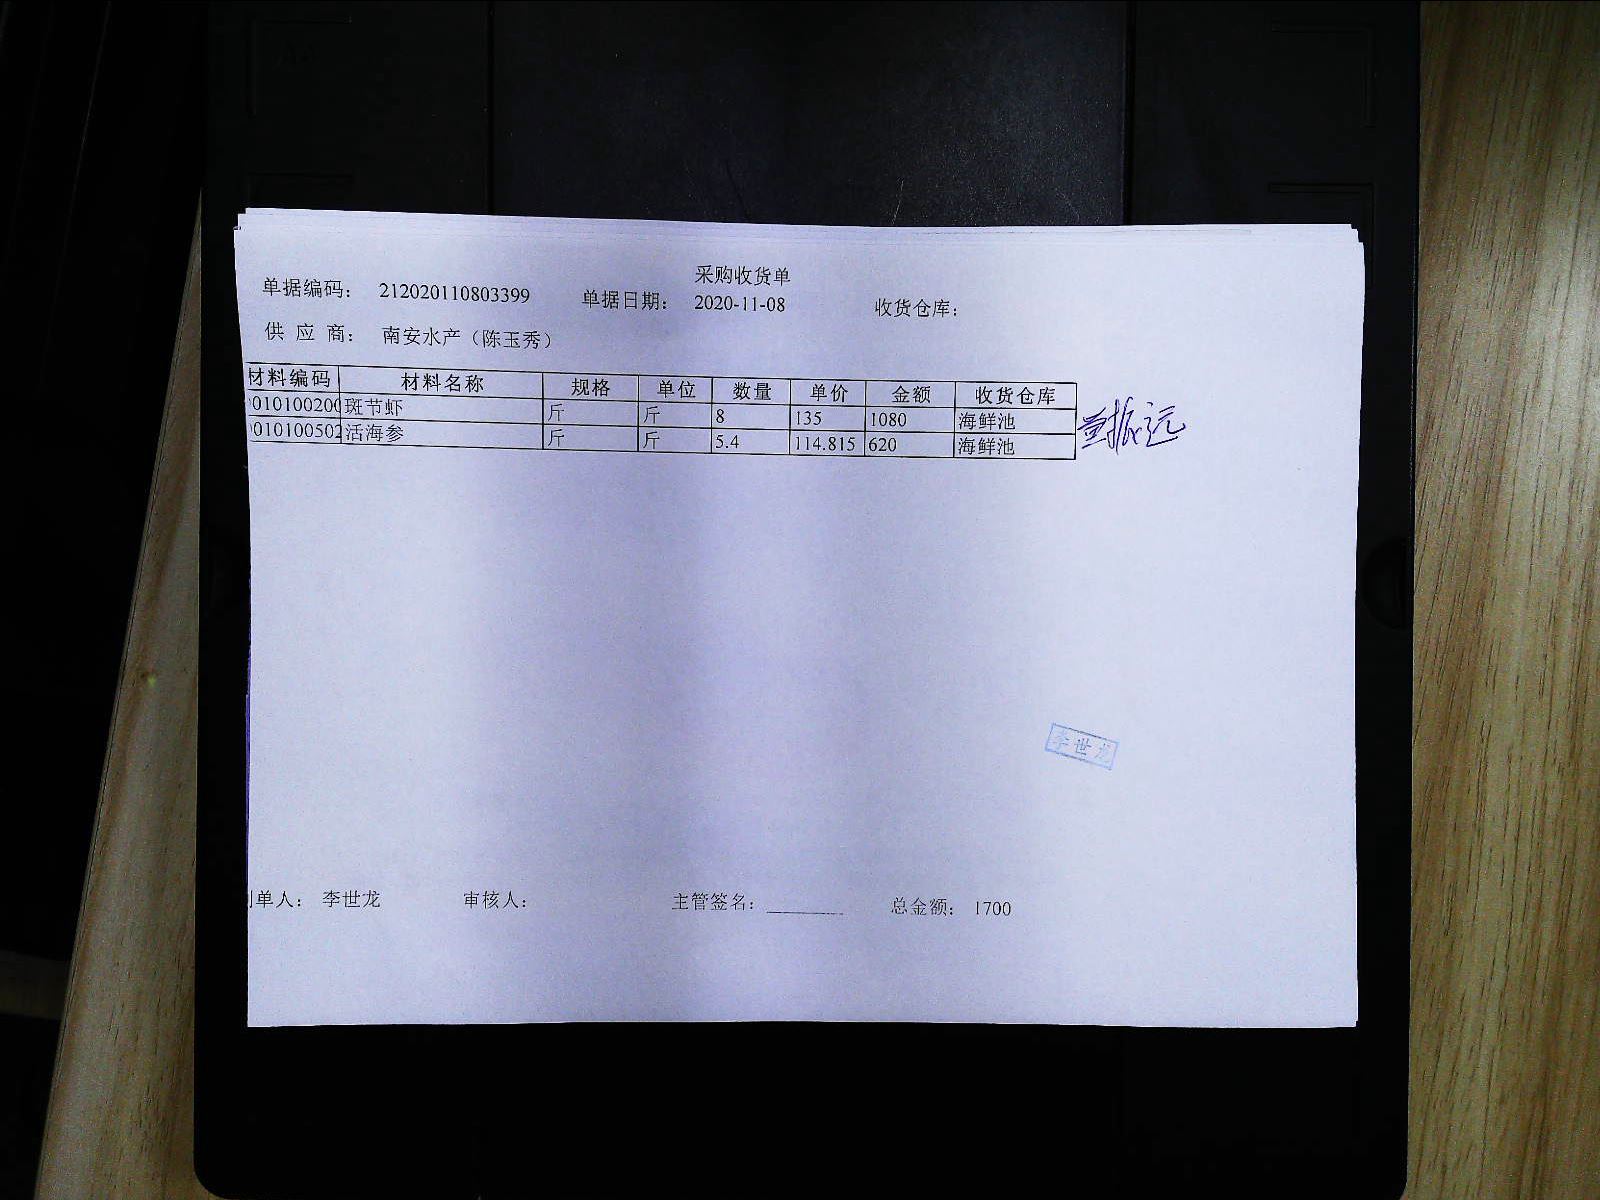 采购收货单
单据编码： 212020110803399 单据日期： 2020-11-08 收货仓库：
供 应 商： 南安水产（陈玉秀）
材料编码 材料名称 规格 单位 数量 单价 金额 收货仓库
010100200 斑节虾 斤 斤 8 135 1080 海鲜池
010100502 活海参 斤 斤 5.4 114.815 620 海鲜池
振远
李世龙
单人： 李世龙 审核人： 主管签名： 总金额： 1700